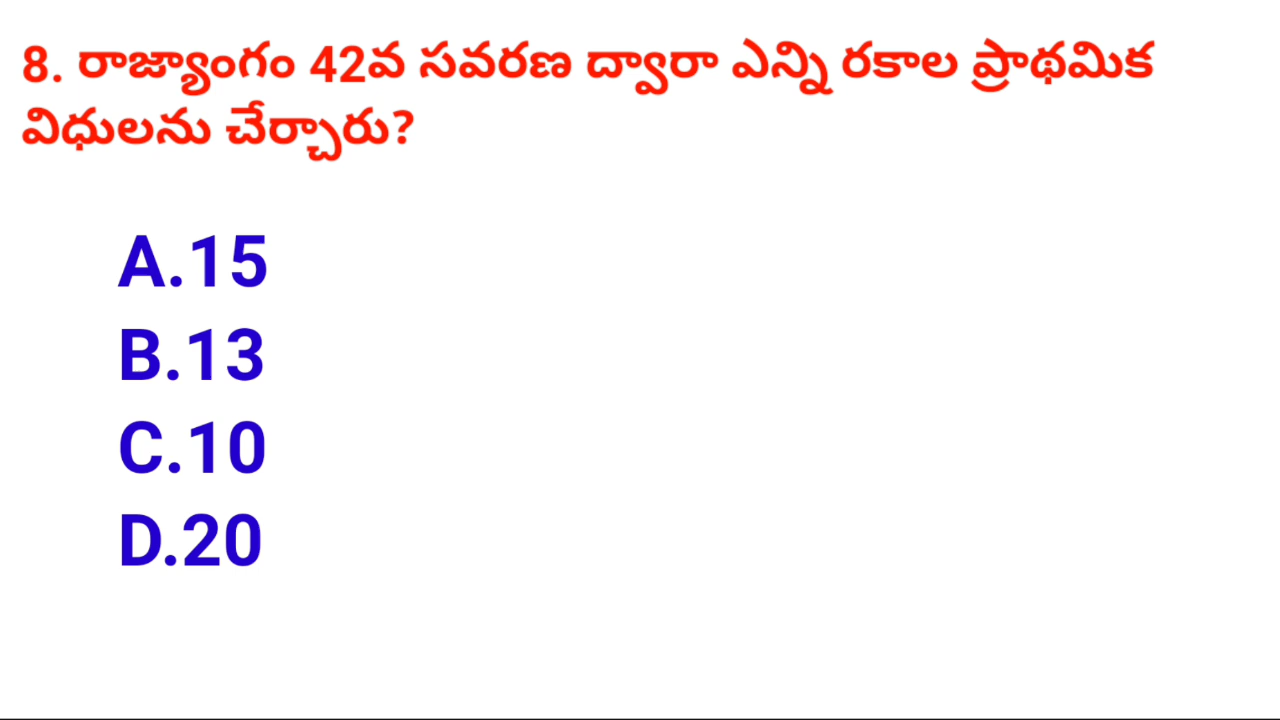 8. రాజ్యాంగం 42వ సవరణ ద్వారా ఎన్ని రకాల ప్రాథమిక
విధులను చేర్చారు?
A.15
B.13
C.10
D.20